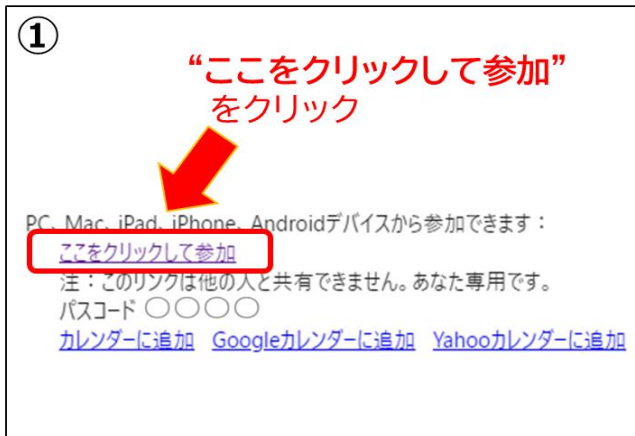 ①
“ここをクリックして参加”
をクリック
PC、Mac、iPad、iPhone、Androidデバイスから参加できます：
ここをクリックして参加
注：このリンクは他の人と共有できません。あなた専用です。
パスコード ○○○○
カレンダーに追加 Googleカレンダーに追加 Yahooカレンダーに追加